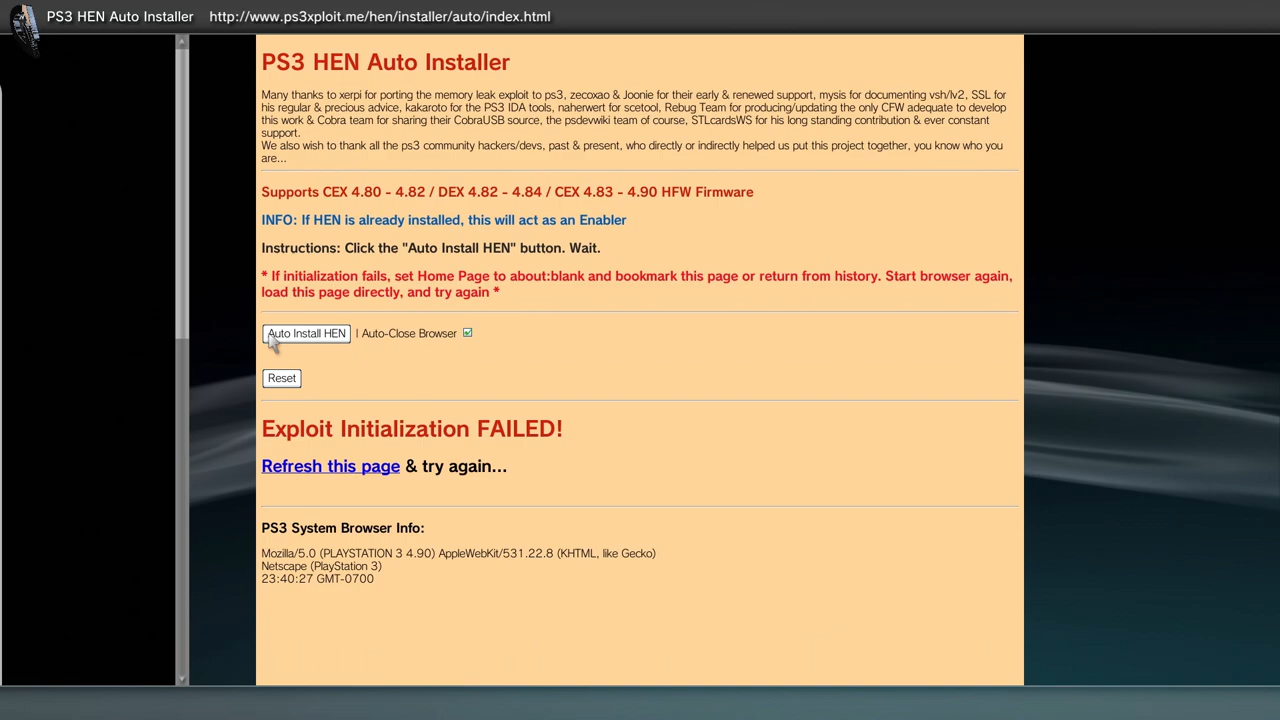 PS3 HEN Auto Installer http://www.ps3xploit.me/hen/installer/auto/index.html
PS3 HEN Auto Installer
Many thanks to xerpi for porting the memory leak exploit to ps3, zecoxao & Joonie for their early & renewed support, mysis for documenting vsh/lv2, SSL for
his regular & precious advice, kakaroto for the PS3 IDA tools, naherwert for scetool, Rebug Team for producing/updating the only CFW adequate to develop
this work & Cobra team for sharing their CobraUSB source, the psdevwiki team of course, STLcardsWS for his long standing contribution & ever constant
support.
We also wish to thank all the ps3 community hackers/devs, past & present, who directly or indirectly helped us put this project together, you know who you
are...
Supports CEX 4.80 - 4.82 / DEX 4.82 - 4.84 / CEX 4.83 - 4.90 HFW Firmware
INFO: If HEN is already installed, this will act as an Enabler
Instructions: Click the "Auto Install HEN" button. Wait.
* If initialization fails, set Home Page to about:blank and bookmark this page or return from history. Start browser again,
load this page directly, and try again *
Auto Install HEN | Auto-Close Browser
Reset
Exploit Initialization FAILED!
Refresh this page & try again...
PS3 System Browser Info:
Mozilla/5.0 (PLAYSTATION 3 4.90) AppleWebKit/531.22.8 (KHTML, like Gecko)
Netscape (PlayStation 3)
23:40:27 GMT-0700